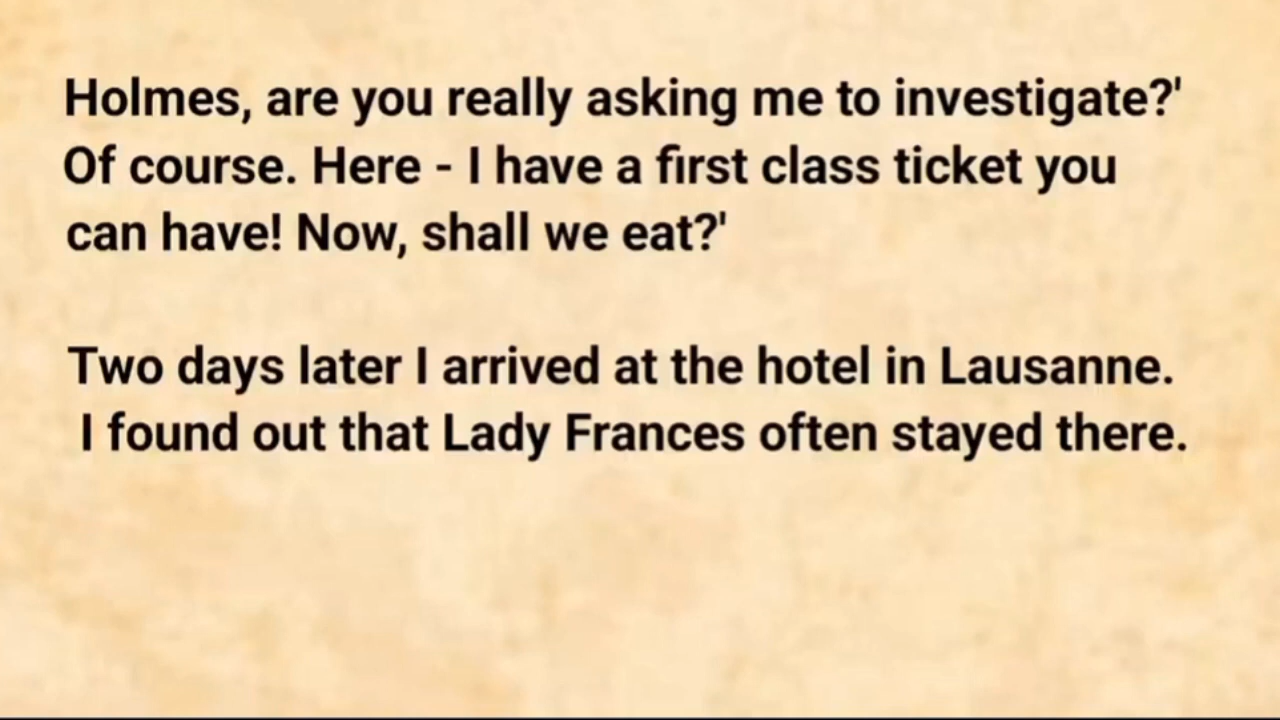 Holmes, are you really asking me to investigate?'
Of course. Here - I have a first class ticket you
can have! Now, shall we eat?'
Two days later I arrived at the hotel in Lausanne.
I found out that Lady Frances often stayed there.